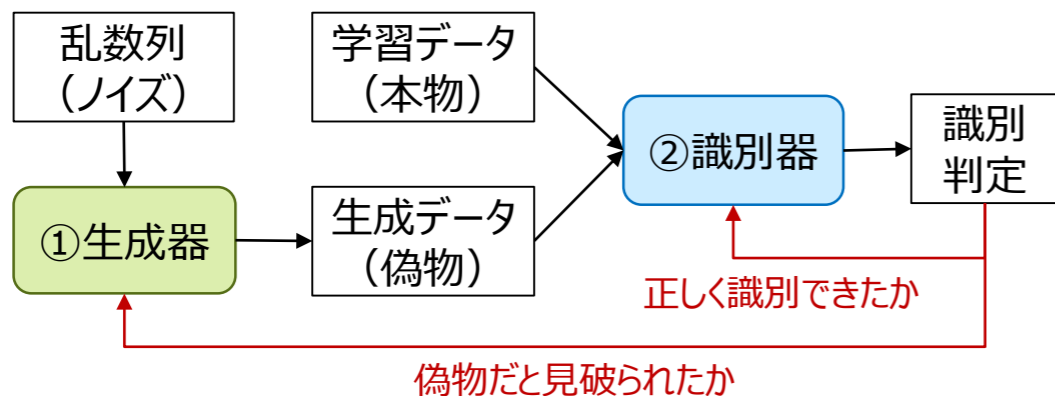 乱数列
（ノイズ）
学習データ
（本物）
②識別器
識別
判定
①生成器
生成データ
（偽物）
正しく識別できたか
偽物だと見破られたか